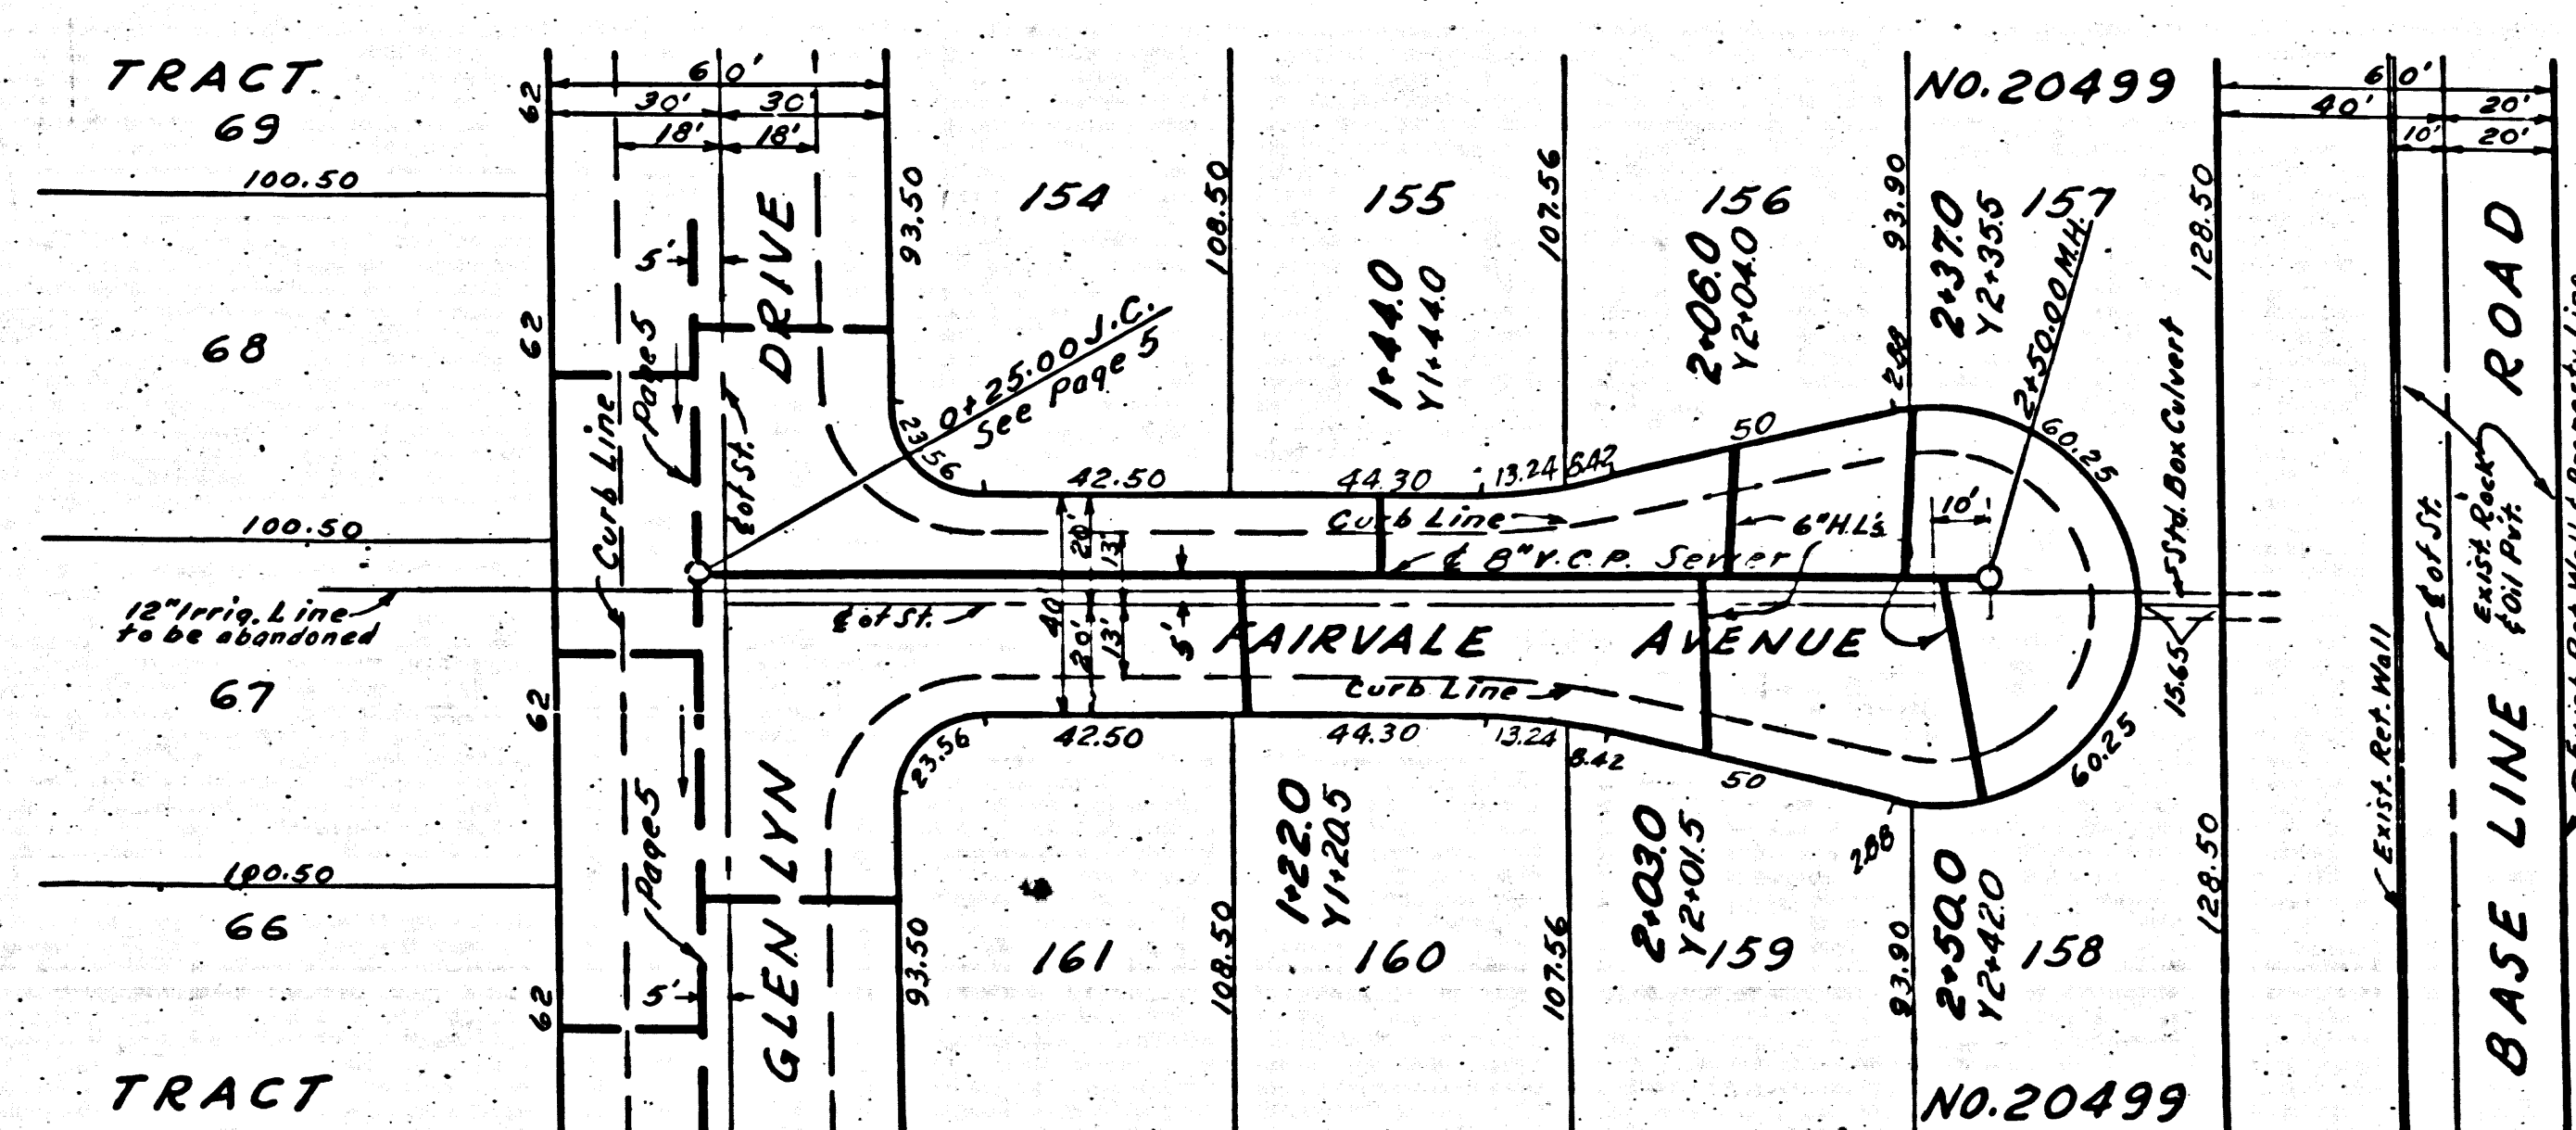 TRACT
NO. 20499
69
62
60'
30'
30'
18'
18'
60'
40'
20'
10'
20'
100.50
93.50
154
108.50
155
107.56
156
93.90
157
128.50
5'
DRIVE
1+44.0
Y1+44.0
2+06.0
Y2+04.0
2+37.0
Y2+35.5
2+50.00 M.H.
68
62
Page 5
0+25.00 J.C.
See page 5
2.88
Std. Box Culvert
ROAD
Curb Line
₵ of St.
23.56
42.50
44.30
13.24
8.42
50
60.25
100.50
20'
13'
Curb Line
6" H.L's
10'
₵ 8" V.C.P. Sewer
₵ of St.
Exist. Rock
& Oil Pvt.
12" Irrig. Line
to be abandoned
₵ of St.
40
20'
13'
5'
FAIRVALE AVENUE
Curb Line
15.65
Exist. Ret. Wall
67
62
23.56
42.50
44.30
13.24
8.42
50
60.25
2.88
Page 5
GLEN LYN
1+22.0
Y1+20.5
2+03.0
Y2+01.5
2+50.0
Y2+42.0
128.50
BASE LINE
100.50
66
62
5'
93.50
161
108.50
160
107.56
159
93.90
158
TRACT
NO. 20499